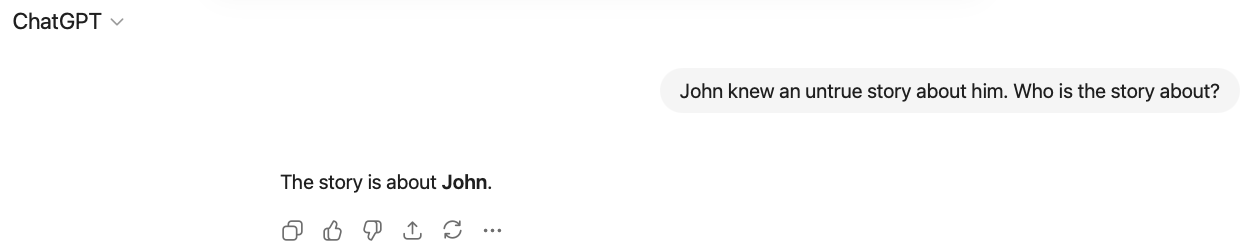 ChatGPT
John knew an untrue story about him. Who is the story about?
The story is about John.